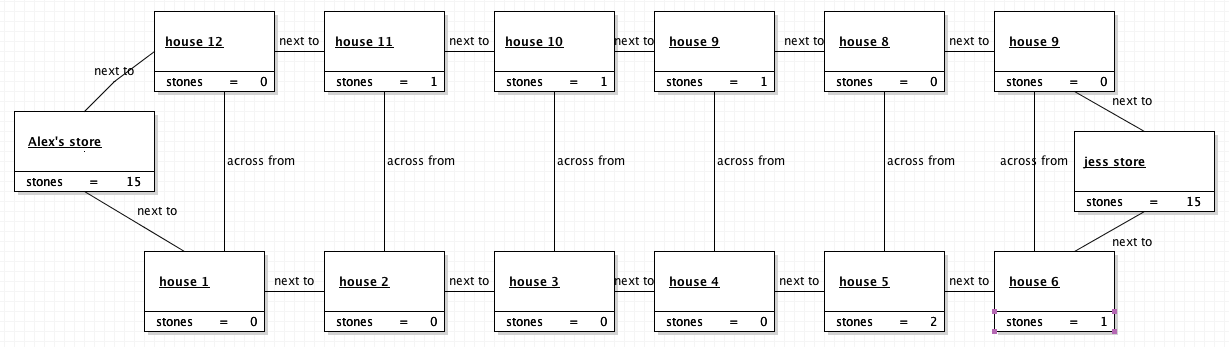 house 12 next to house 11 next to house 10 next to house 9 next to house 8 next to house 9
stones = 0 stones = 1 stones = 1 stones = 1 stones = 0 stones = 0
next to next to
Alex's store
stones = 15
across from across from across from across from across from across from
jess store
stones = 15
next to next to
house 1 next to house 2 next to house 3 next to house 4 next to house 5 next to house 6
stones = 0 stones = 0 stones = 0 stones = 0 stones = 2 stones = 1